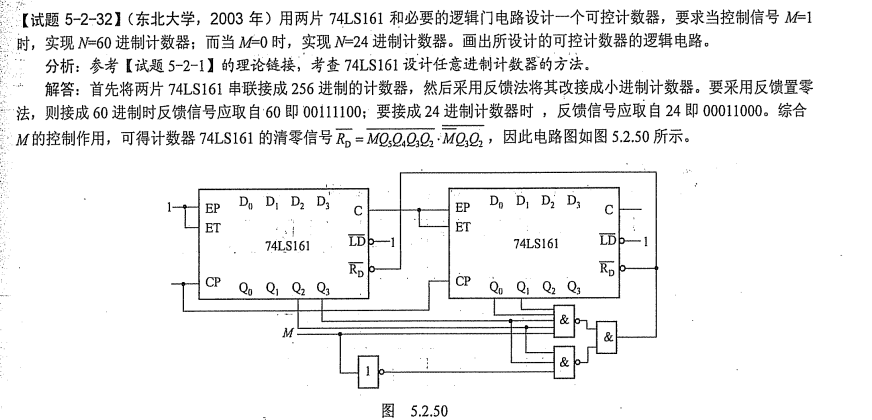 【试题 5-2-32】(东北大学，2003 年) 用两片 74LS161 和必要的逻辑门电路设计一个可控计数器，要求当控制信号 M=1
时，实现 N=60 进制计数器；而当 M=0 时，实现 N=24 进制计数器。画出所设计的可控计数器的逻辑电路。
分析：参考【试题 5-2-1】的理论链接，考查 74LS161 设计任意进制计数器的方法。
解答：首先将两片 74LS161 串联接成 256 进制的计数器，然后采用反馈法将其改接成小进制计数器。要采用反馈置零
法，则接成 60 进制时反馈信号应取自 60 即 00111100；要接成 24 进制计数器时 ，反馈信号应取自 24 即 00011000。综合
M 的控制作用，可得计数器 74LS161 的清零信号 R̅D = MQ5Q4Q3Q2 · MQ3Q2 ，因此电路图如图 5.2.50 所示。
1 EP D0 D1 D2 D3 C EP D0 D1 D2 D3 C
ET 74LS161 LD 1 ET 74LS161 LD 1
RD RD
CP Q0 Q1 Q2 Q3 CP Q0 Q1 Q2 Q3
&
M &
1 &
图 5.2.50